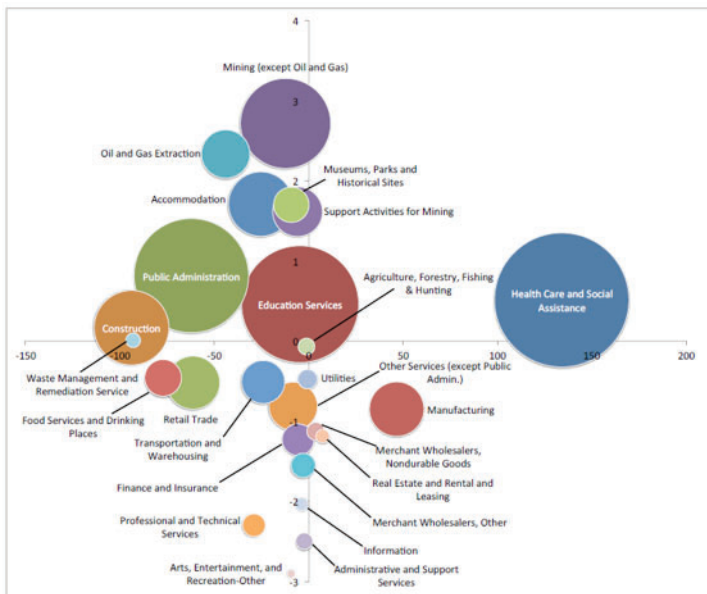 4
Mining (except Oil and Gas)
3
Oil and Gas Extraction
Museums, Parks and
Historical Sites
2
Accommodation
Support Activities for Mining
1
Public Administration
Agriculture, Forestry, Fishing
& Hunting
Education Services
Health Care and Social
Assistance
Construction
0
-150
-100
-50
0
50
100
150
200
Waste Management and
Remediation Service
Other Services (except Public
Admin.)
Utilities
Food Services and Drinking
Places
Retail Trade
Manufacturing
-1
Transportation and
Warehousing
Merchant Wholesalers,
Nondurable Goods
Finance and Insurance
Real Estate and Rental and
Leasing
-2
Professional and Technical
Services
Merchant Wholesalers, Other
Information
Arts, Entertainment, and
Recreation-Other
Administrative and Support
Services
-3